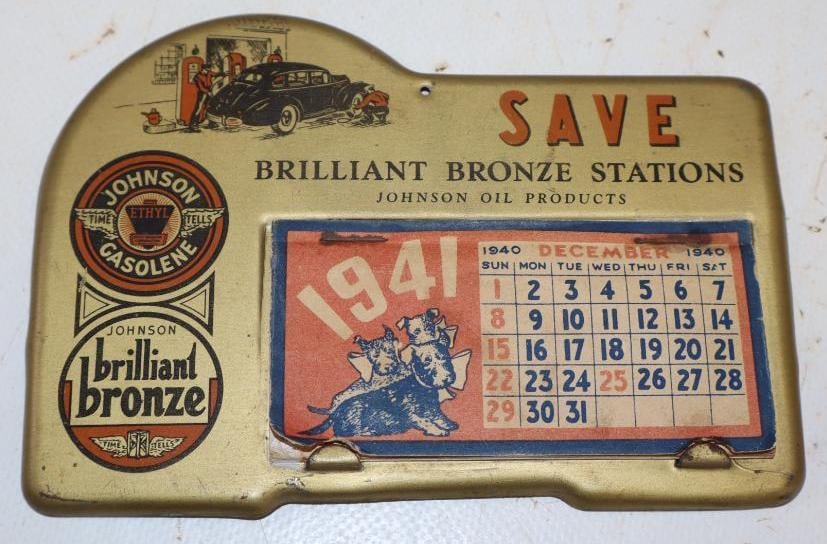 SAVE
BRILLIANT BRONZE STATIONS
JOHNSON OIL PRODUCTS
JOHNSON
TIME ETHYL TELLS
GASOLENE
JOHNSON
brilliant
bronze
TIME TELLS
1941
1940 DECEMBER 1940
SUN MON TUE WED THU FRI SAT
1 2 3 4 5 6 7
8 9 10 11 12 13 14
15 16 17 18 19 20 21
22 23 24 25 26 27 28
29 30 31